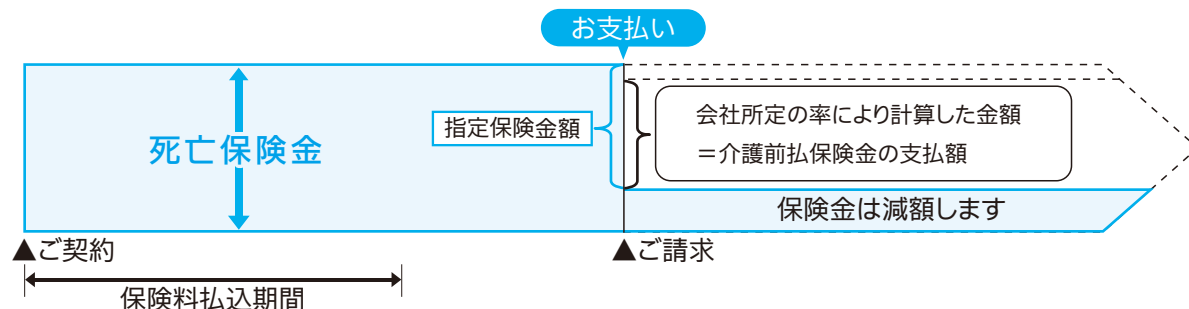 お支払い
死亡保険金
指定保険金額
会社所定の率により計算した金額
＝介護前払保険金の支払額
保険金は減額します
▲ご契約
▲ご請求
保険料払込期間